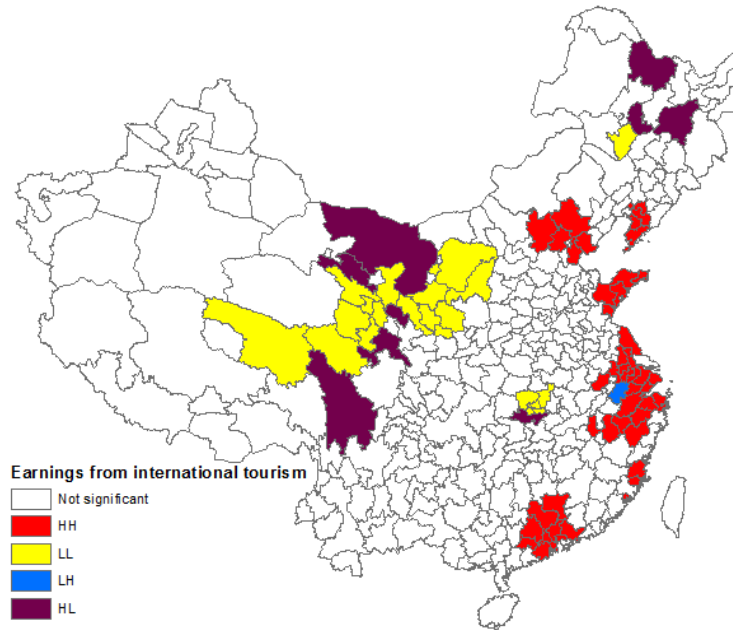 Earnings from international tourism
Not significant
HH
LL
LH
HL